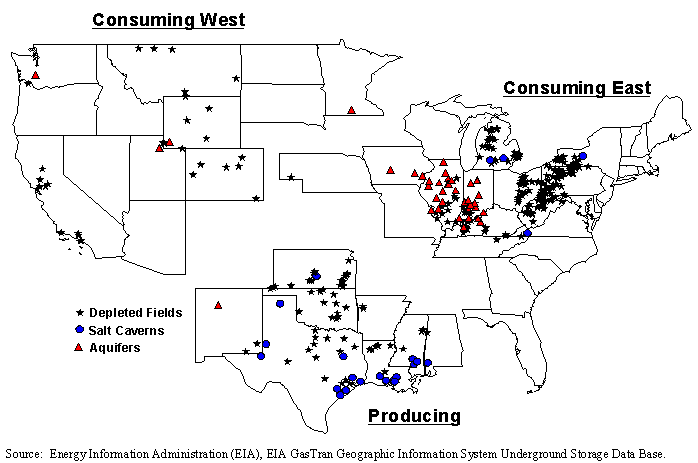 Consuming West
Consuming East
Depleted Fields
Salt Caverns
Aquifers
Producing
Source: Energy Information Administration (EIA), EIA GasTran Geographic Information System Underground Storage Data Base.